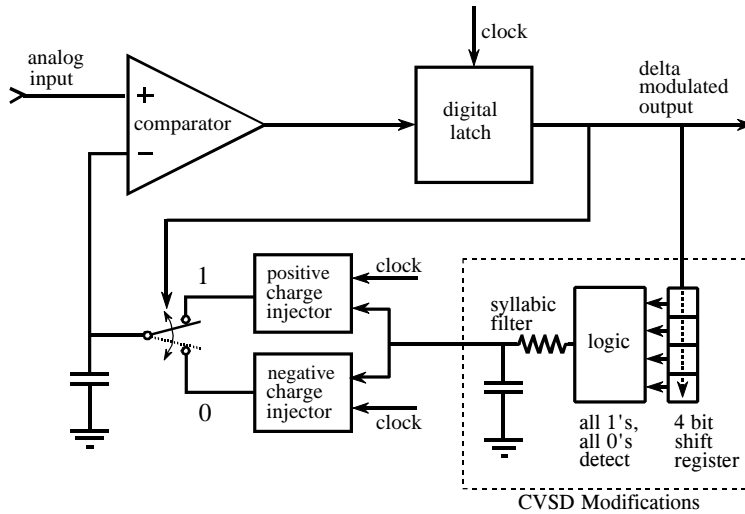 analog
input
+
comparator
−
clock
digital
latch
delta
modulated
output
1
positive
charge
injector
clock
0
negative
charge
injector
clock
syllabic
filter
logic
all 1's,
all 0's
detect
4 bit
shift
register
CVSD Modifications